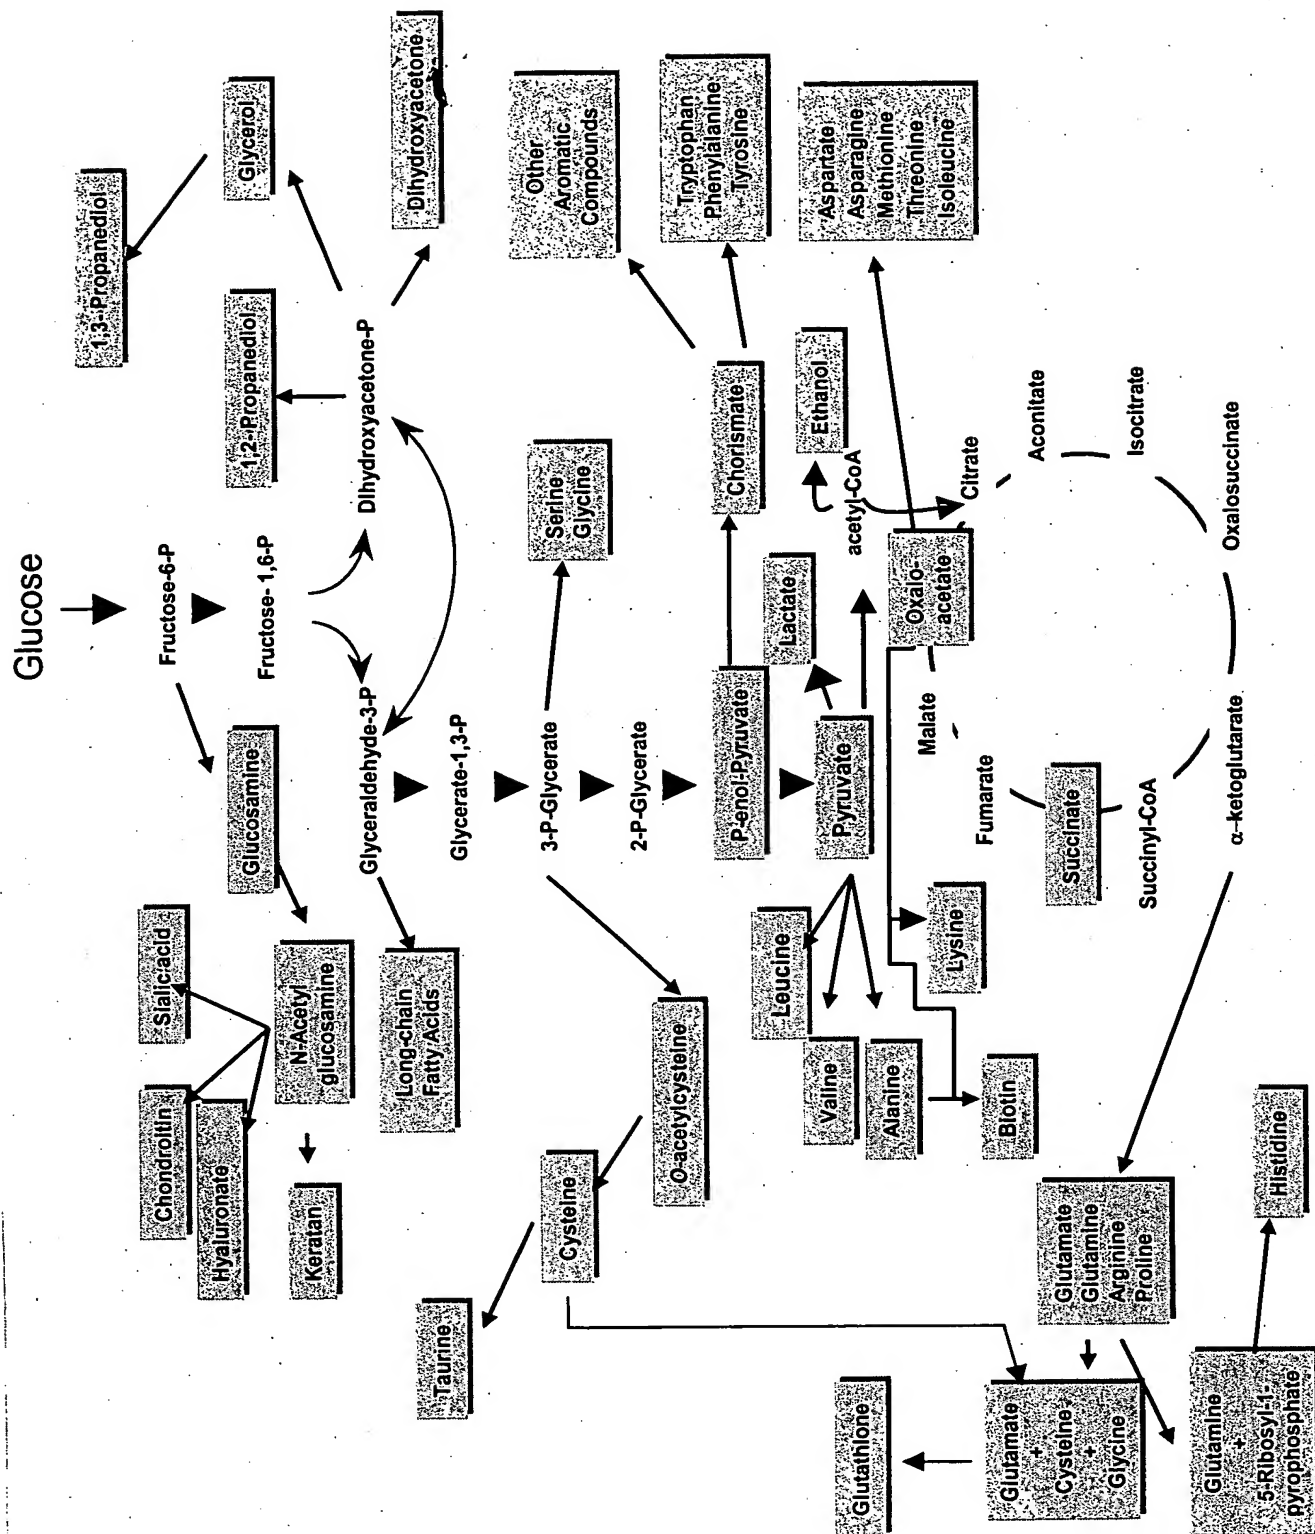 Glucose
Fructose-6-P
Fructose- 1,6-P
1,3-Propanediol
Glycerol
1,2-Propanediol
Dihydroxyacetone-P
Dihydroxyacetone
Glucosamine
Sialic acid
Chondroitin
Hyaluronate
N-Acetyl
glucosamine
Keratan
Glyceraldehyde-3-P
Long-chain
Fatty Acids
Glycerate-1,3-P
3-P-Glycerate
Serine
Glycine
2-P-Glycerate
Taurine
Cysteine
O-acetylcysteine
P-enol-Pyruvate
Chorismate
Other
Aromatic
Compounds
Tryptophan
Phenylalanine
Tyrosine
Lactate
Pyruvate
Ethanol
acetyl-CoA
Leucine
Valine
Alanine
Lysine
Biotin
Aspartate
Asparagine
Methionine
Threonine
Isoleucine
Oxalo-
acetate
Malate
Citrate
Fumarate
Aconitate
Succinate
Isocitrate
Succinyl-CoA
Oxalosuccinate
α–ketoglutarate
Glutathione
Glutamate
+
Cysteine
+
Glycine
Glutamate
Glutamine
Arginine
Proline
Histidine
Glutamine
+
5-Ribosyl-1-
pyrophosphate